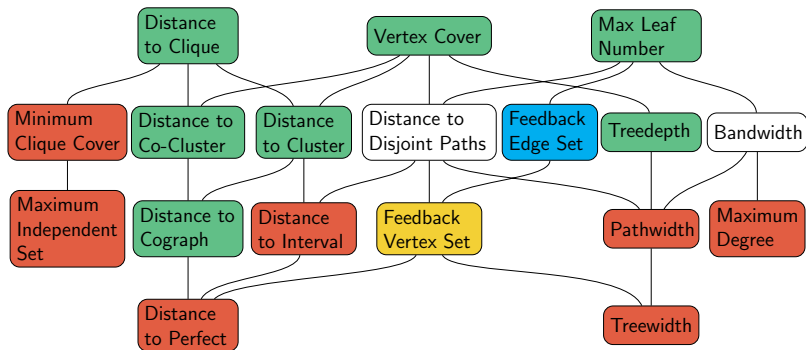 Distance
to Clique
Vertex Cover
Max Leaf
Number
Minimum
Clique Cover
Distance to
Co-Cluster
Distance
to Cluster
Distance to
Disjoint Paths
Feedback
Edge Set
Treedepth
Bandwidth
Maximum
Independent
Set
Distance to
Cograph
Distance
to Interval
Feedback
Vertex Set
Pathwidth
Maximum
Degree
Distance
to Perfect
Treewidth